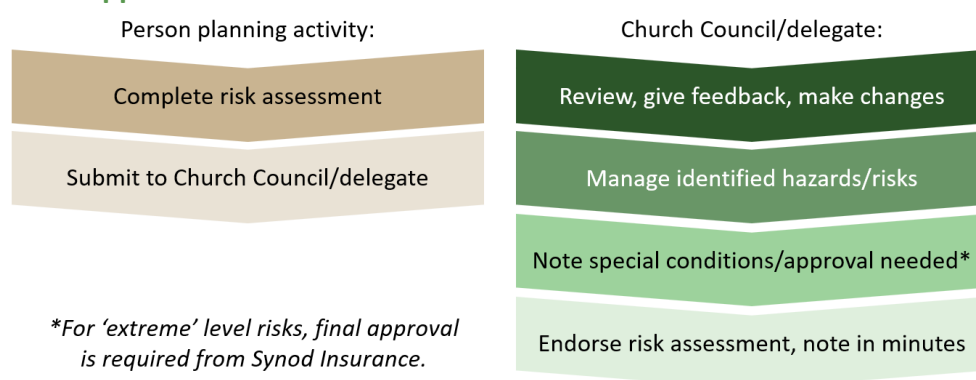 Person planning activity:
Complete risk assessment
Submit to Church Council/delegate
*For ‘extreme’ level risks, final approval
is required from Synod Insurance.
Church Council/delegate:
Review, give feedback, make changes
Manage identified hazards/risks
Note special conditions/approval needed*
Endorse risk assessment, note in minutes